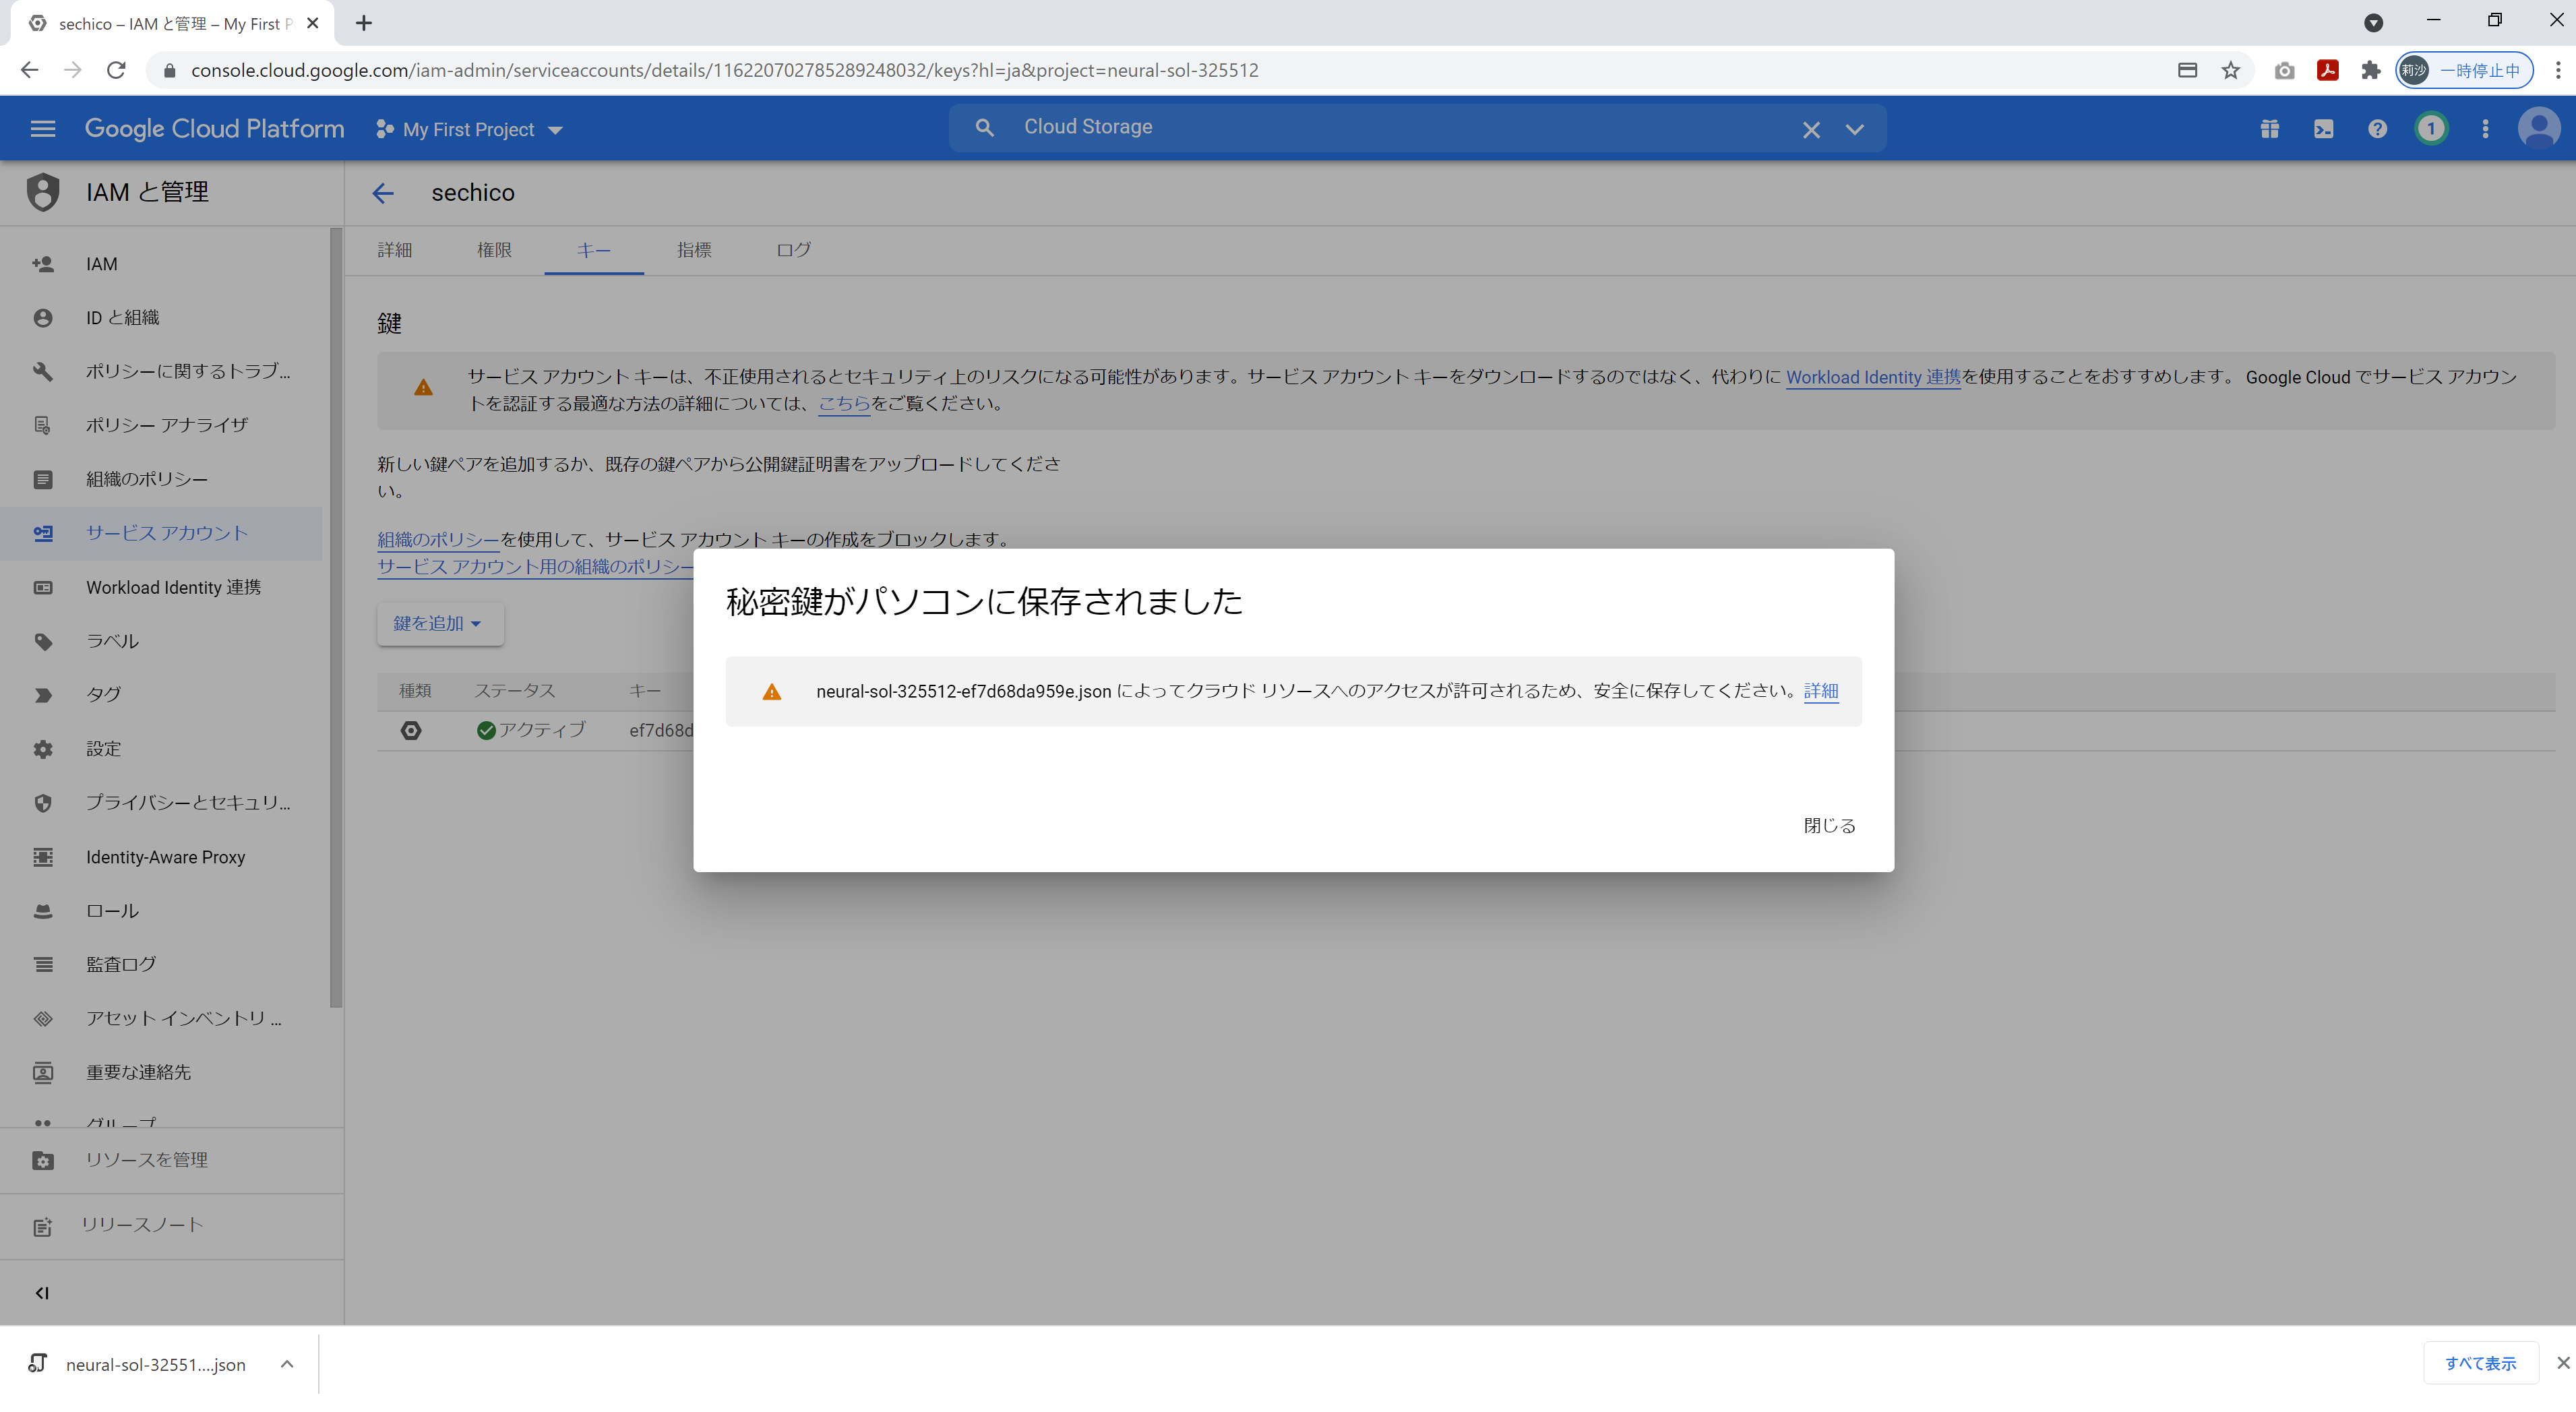 sechico – IAM と管理 – My First P
console.cloud.google.com/iam-admin/serviceaccounts/details/116220702785289248032/keys?hl=ja&project=neural-sol-325512
莉沙 一時停止中
Google Cloud Platform
My First Project
Cloud Storage
1
IAM と管理
sechico
IAM
ID と組織
ポリシーに関するトラブ...
ポリシー アナライザ
組織のポリシー
サービス アカウント
Workload Identity 連携
ラベル
タグ
設定
プライバシーとセキュリ...
Identity-Aware Proxy
ロール
監査ログ
アセット インベントリ ...
重要な連絡先
グループ
リソースを管理
リリースノート
詳細 権限 キー 指標 ログ
鍵
サービス アカウント キーは、不正使用されるとセキュリティ上のリスクになる可能性があります。サービス アカウント キーをダウンロードするのではなく、代わりに Workload Identity 連携を使用することをおすすめします。 Google Cloud でサービス アカウン
トを認証する最適な方法の詳細については、こちらをご覧ください。
新しい鍵ペアを追加するか、既存の鍵ペアから公開鍵証明書をアップロードしてくださ
い。
組織のポリシーを使用して、サービス アカウント キーの作成をブロックします。
サービス アカウント用の組織のポリシー
鍵を追加
種類 ステータス キー
アクティブ ef7d68d
秘密鍵がパソコンに保存されました
neural-sol-325512-ef7d68da959e.json によってクラウド リソースへのアクセスが許可されるため、安全に保存してください。詳細
閉じる
neural-sol-32551....json
すべて表示